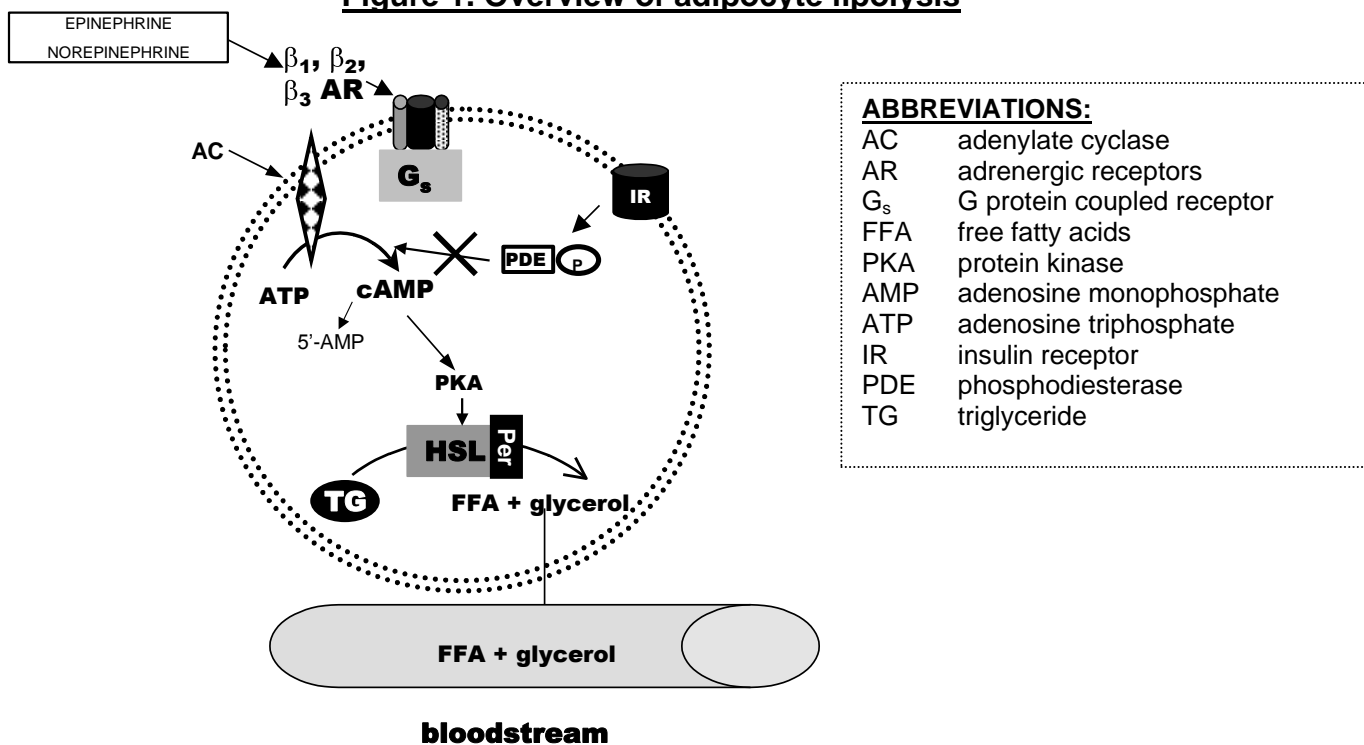 Figure 1. Overview of adipocyte lipolysis
EPINEPHRINE
NOREPINEPHRINE
β1, β2,
β3 AR
AC
Gs
IR
PDE P
ATP
cAMP
5'-AMP
PKA
HSL Per
TG
FFA + glycerol
FFA + glycerol
bloodstream
ABBREVIATIONS:
AC adenylate cyclase
AR adrenergic receptors
Gs G protein coupled receptor
FFA free fatty acids
PKA protein kinase
AMP adenosine monophosphate
ATP adenosine triphosphate
IR insulin receptor
PDE phosphodiesterase
TG triglyceride